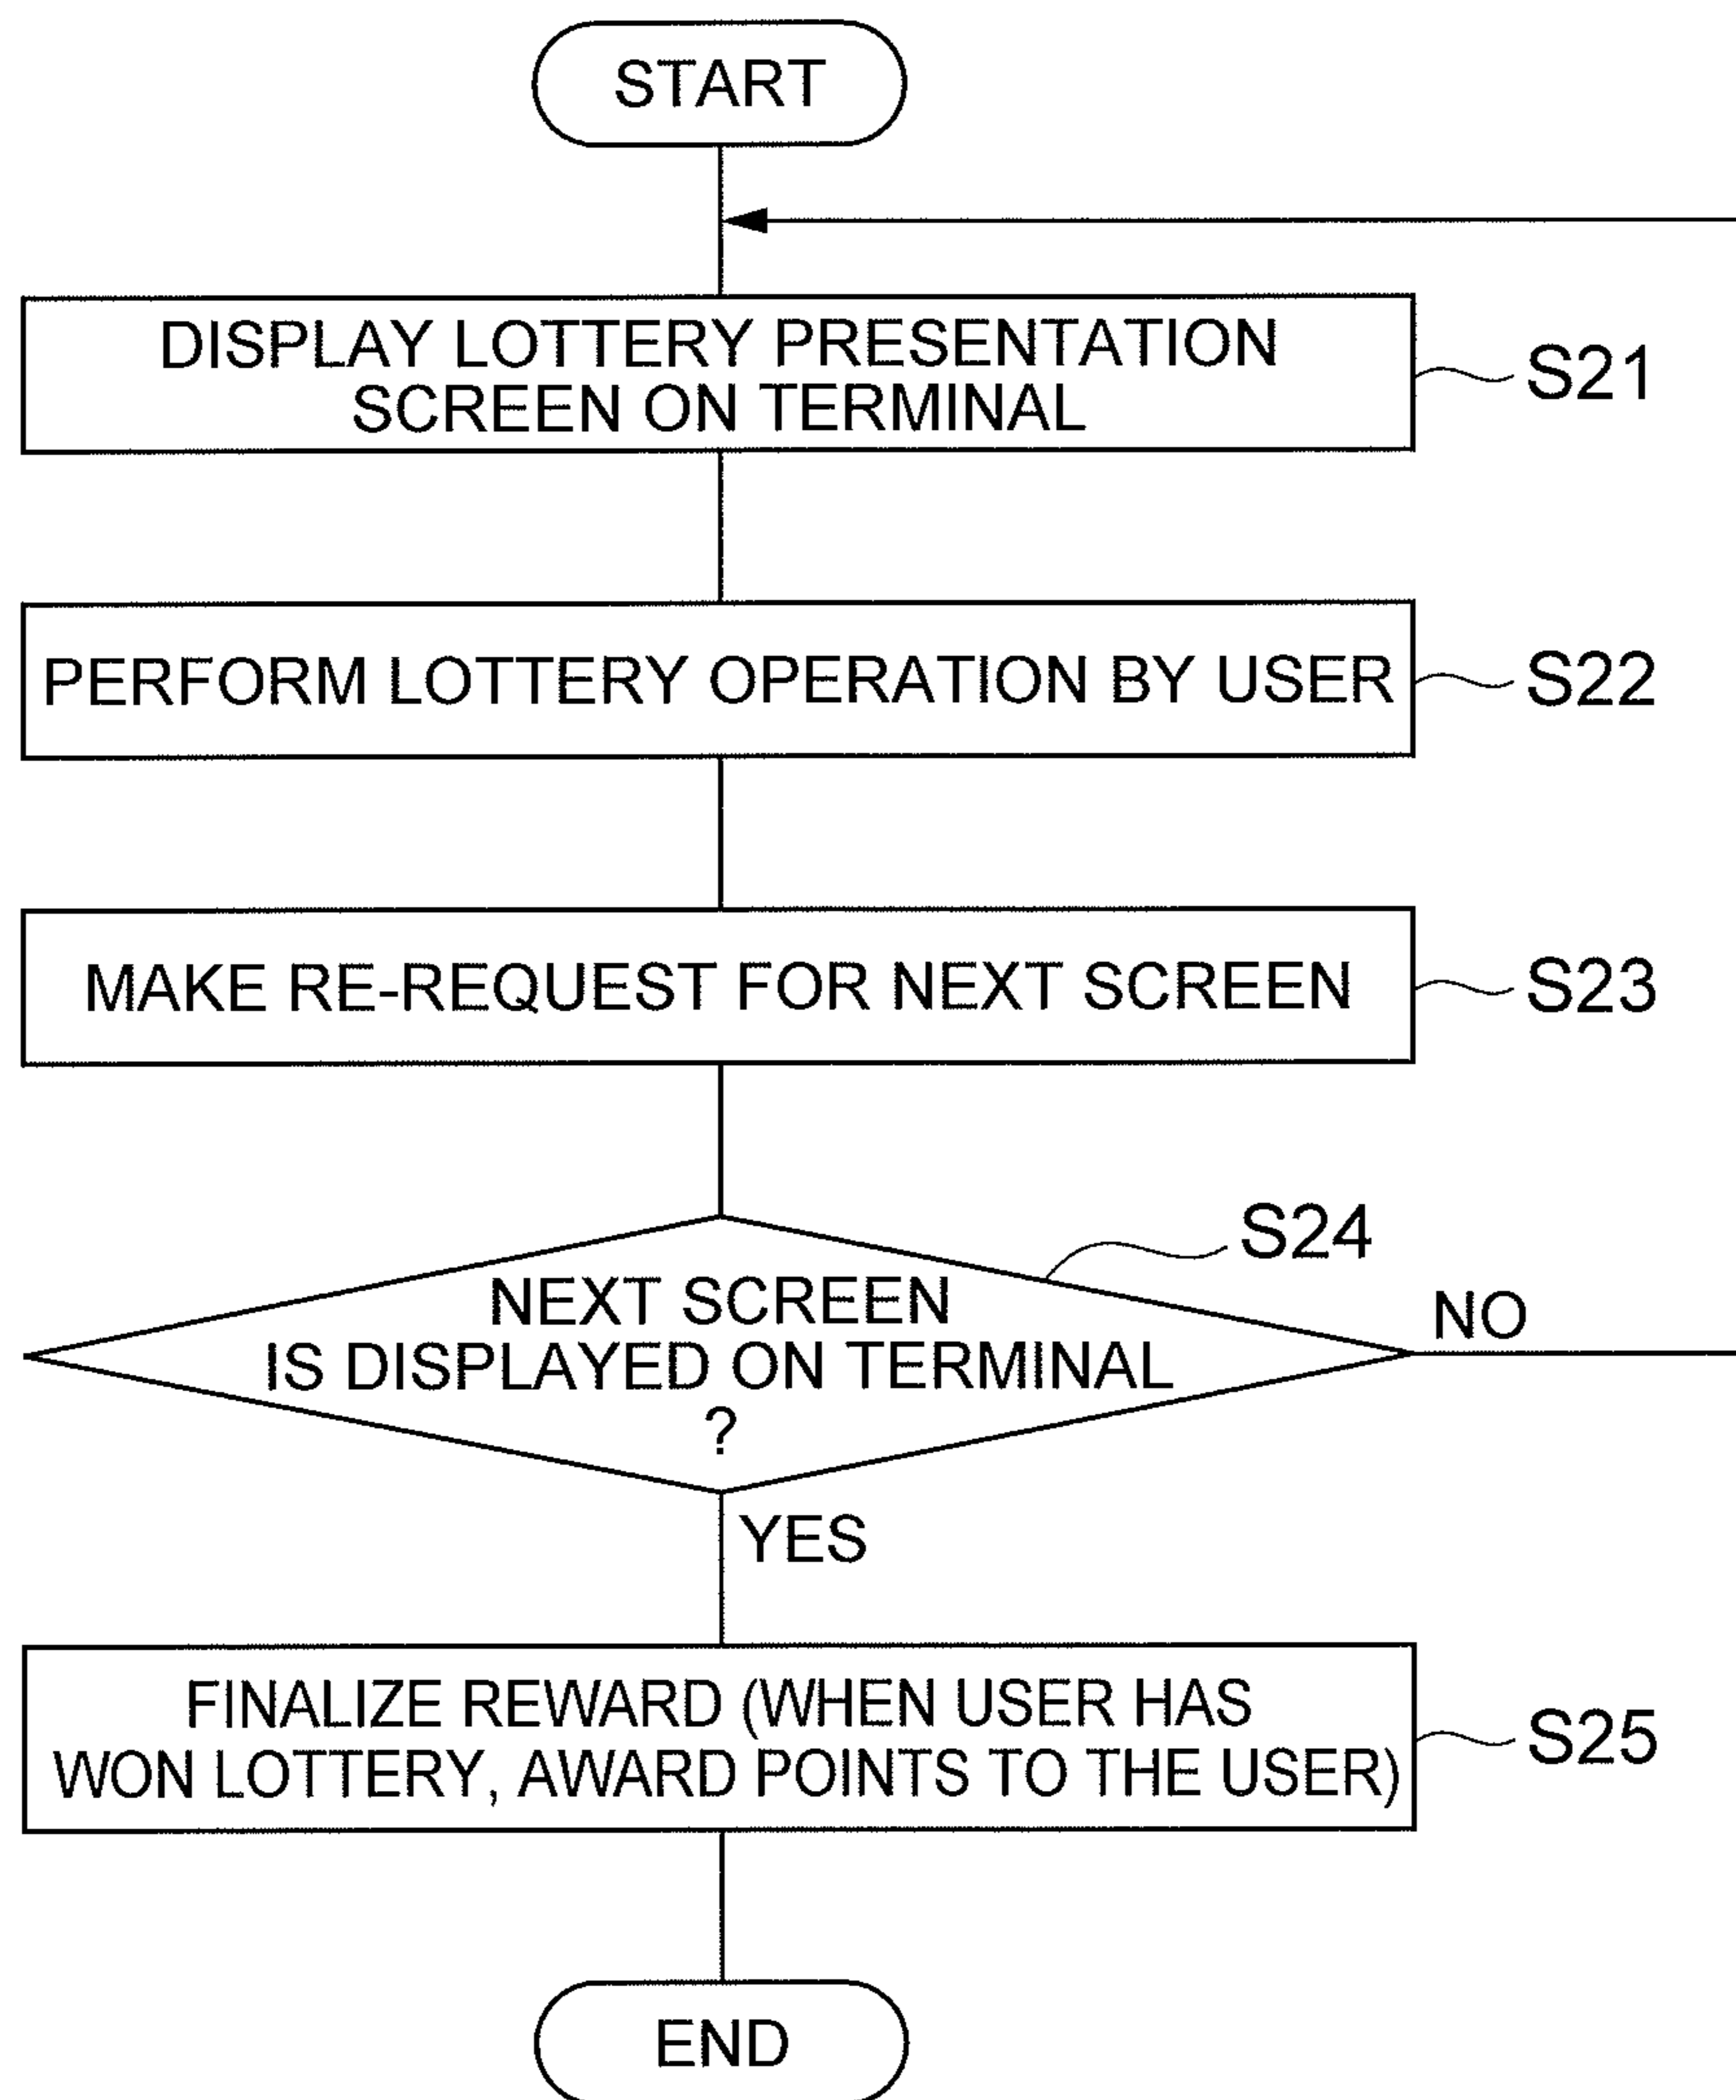 START
DISPLAY LOTTERY PRESENTATION
SCREEN ON TERMINAL
S21
PERFORM LOTTERY OPERATION BY USER
S22
MAKE RE-REQUEST FOR NEXT SCREEN
S23
S24
NEXT SCREEN
IS DISPLAYED ON TERMINAL
?
NO
YES
FINALIZE REWARD (WHEN USER HAS
WON LOTTERY, AWARD POINTS TO THE USER)
S25
END